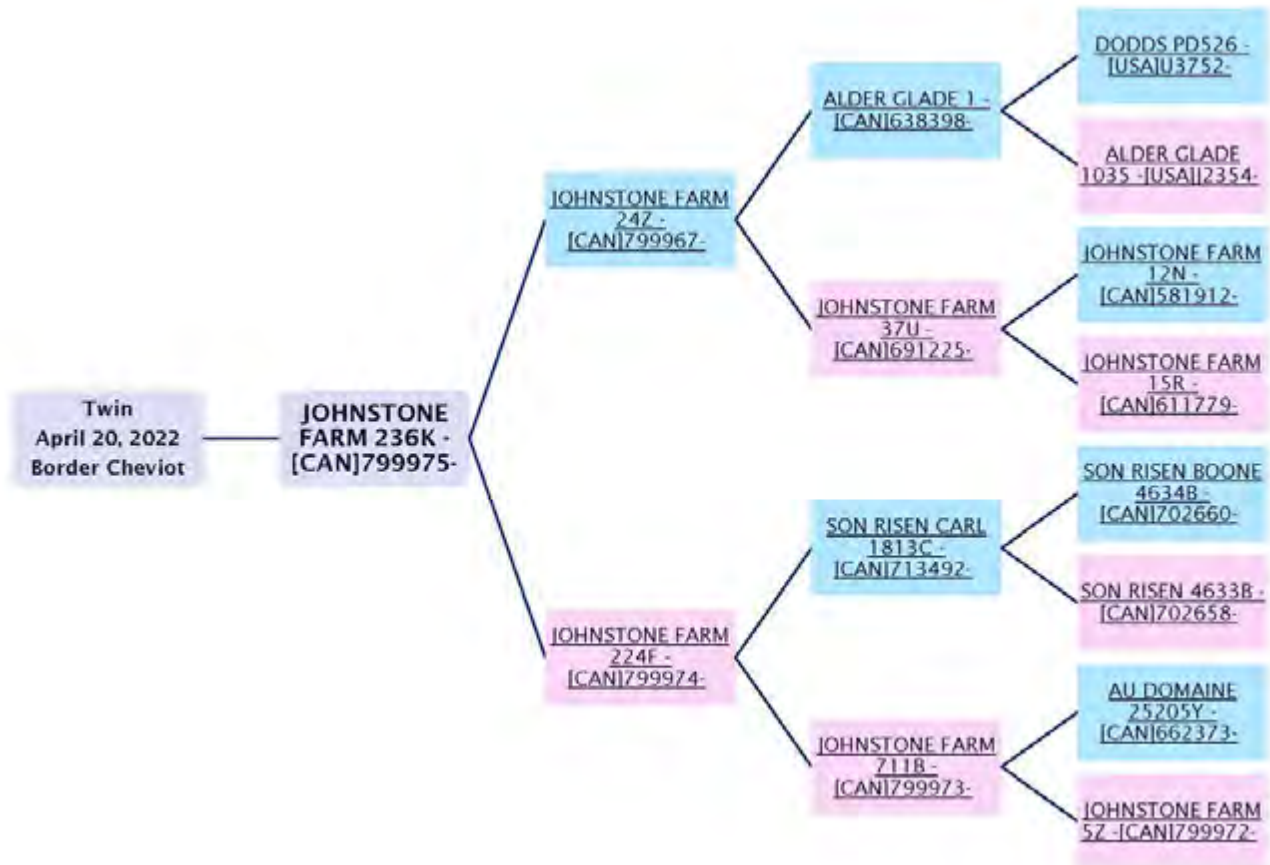 Twin
April 20, 2022
Border Cheviot
JOHNSTONE
FARM 236K -
[CAN]799975-
JOHNSTONE FARM
24Z -
[CAN]799967-
JOHNSTONE FARM
224F -
[CAN]799974-
ALDER GLADE 1 -
[CAN]638398-
JOHNSTONE FARM
37U -
[CAN]691225-
SON RISEN CARL
1813C -
[CAN]713492-
JOHNSTONE FARM
711B -
[CAN]799973-
DODDS PD526 -
[USA]U3752-
ALDER GLADE
1035 -[USA]J2354-
JOHNSTONE FARM
12N -
[CAN]581912-
JOHNSTONE FARM
15R -
[CAN]611779-
SON RISEN BOONE
4634B -
[CAN]702660-
SON RISEN 4633B -
[CAN]702658-
AU DOMAINE
25205Y -
[CAN]662373-
JOHNSTONE FARM
5Z -[CAN]799972-